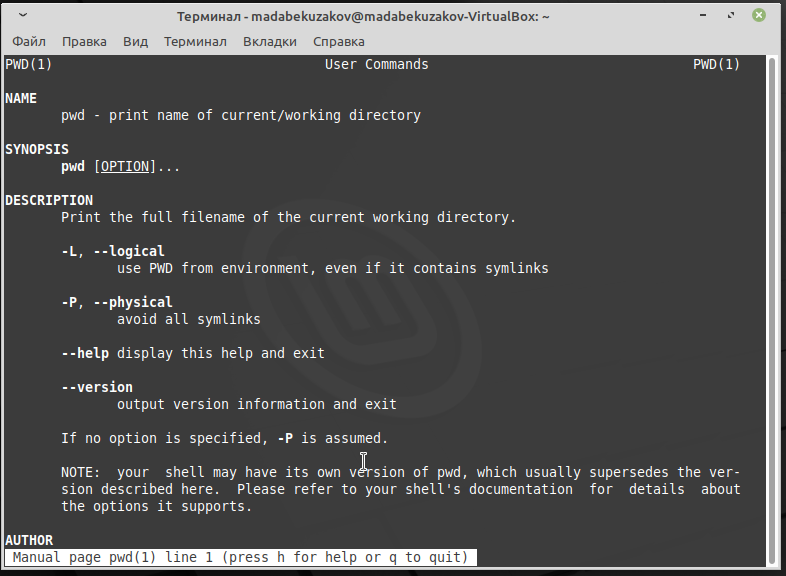 Терминал - madabekuzakov@madabekuzakov-VirtualBox: ~
Файл Правка Вид Терминал Вкладки Справка
PWD(1) User Commands PWD(1)
NAME
pwd - print name of current/working directory
SYNOPSIS
pwd [OPTION]...
DESCRIPTION
Print the full filename of the current working directory.
-L, --logical
use PWD from environment, even if it contains symlinks
-P, --physical
avoid all symlinks
--help display this help and exit
--version
output version information and exit
If no option is specified, -P is assumed.
NOTE:  your  shell may have its own version of pwd, which usually supersedes the ver-
sion described here.  Please refer to your shell's documentation  for  details  about
the options it supports.
AUTHOR
Manual page pwd(1) line 1 (press h for help or q to quit)